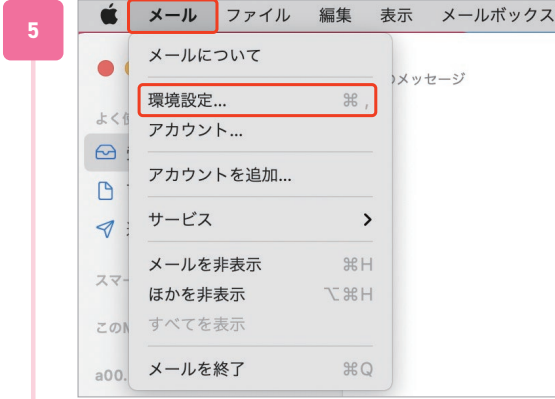 5
メール ファイル 編集 表示 メールボックス
メールについて
メッセージ
環境設定... ⌘ ,
よく
アカウント...
アカウントを追加...
サービス
メールを非表示 ⌘H
スマー
ほかを非表示 ⌥⌘H
すべてを表示
このM
メールを終了 ⌘Q
a00.